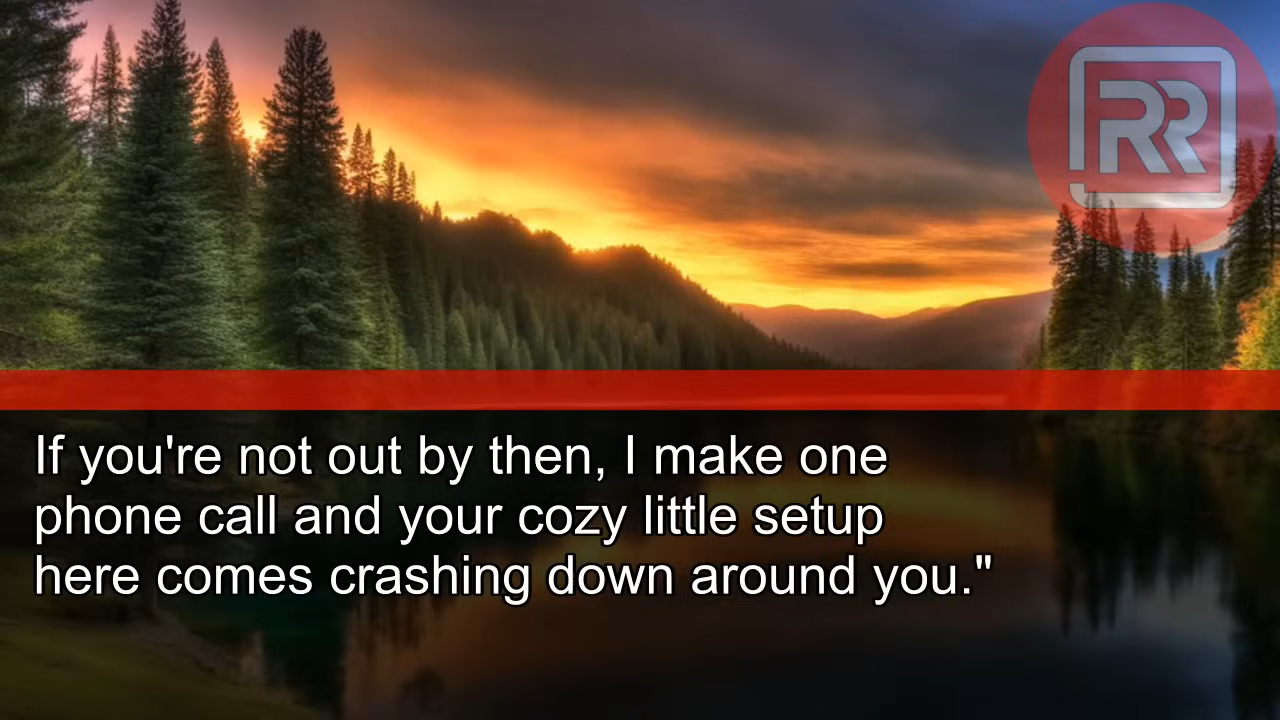 RR
If you're not out by then, I make one
phone call and your cozy little setup
here comes crashing down around you."